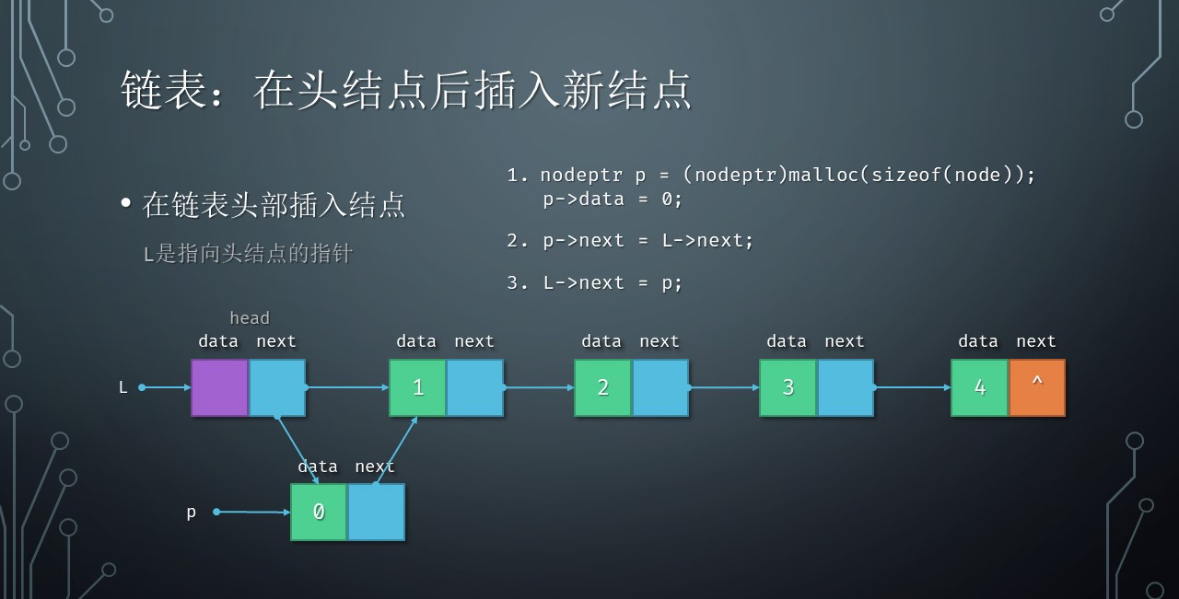 链表：在头结点后插入新结点
• 在链表头部插入结点
L是指向头结点的指针
1. nodeptr p = (nodeptr)malloc(sizeof(node));
p->data = 0;
2. p->next = L->next;
3. L->next = p;
head
data next data next data next data next data next
L 1 2 3 4 ^
data next
p 0